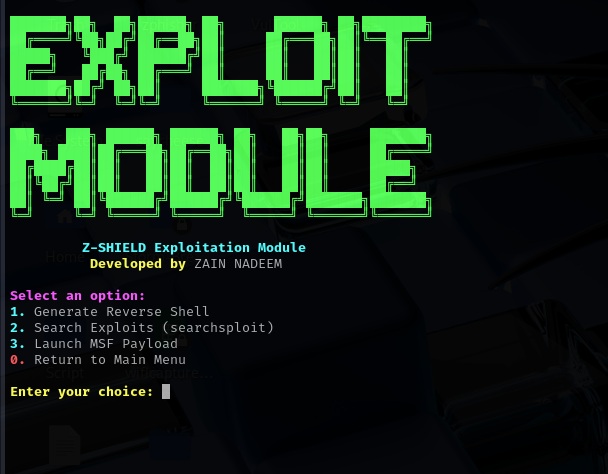 EXPLOIT
MODULE
Z-SHIELD Exploitation Module
Developed by ZAIN NADEEM
Select an option:
1. Generate Reverse Shell
2. Search Exploits (searchsploit)
3. Launch MSF Payload
0. Return to Main Menu
Enter your choice: